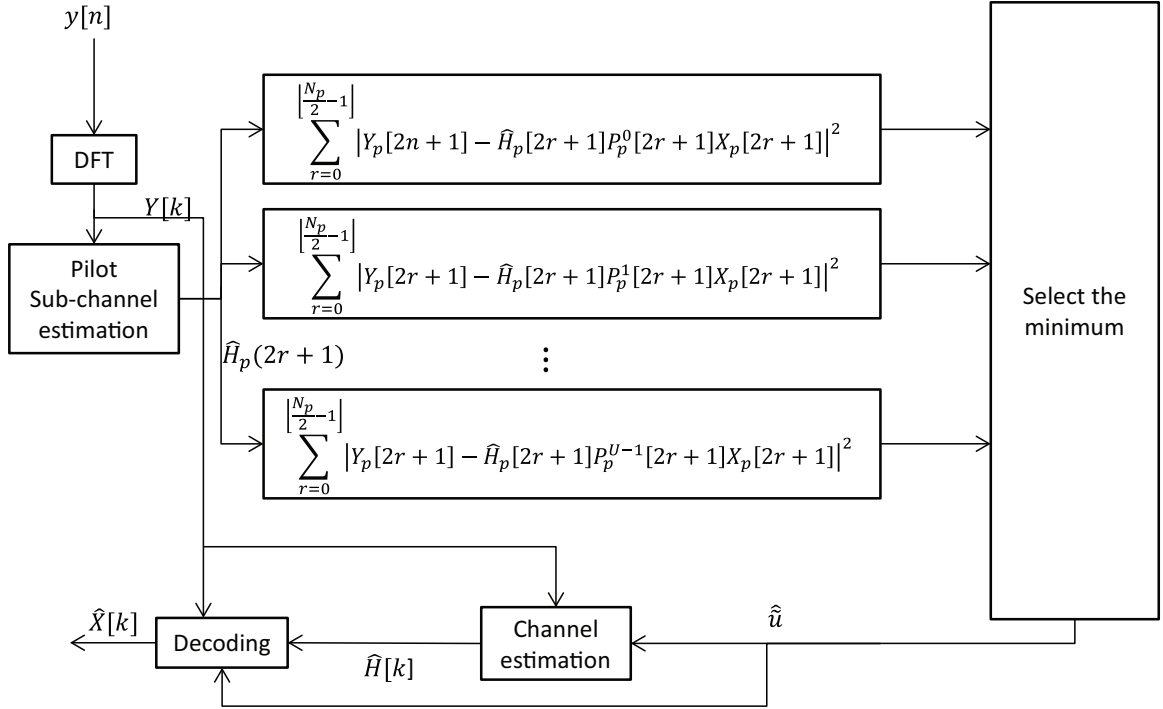 y[n]
DFT
Y[k]
Pilot
Sub-channel
estimation
Ĥ_p(2r + 1)
∑_{r=0}^{⌊N_p/2 −1⌋} |Y_p[2n + 1] − Ĥ_p[2r + 1]P_p^0[2r + 1]X_p[2r + 1]|^2
∑_{r=0}^{⌊N_p/2 −1⌋} |Y_p[2r + 1] − Ĥ_p[2r + 1]P_p^1[2r + 1]X_p[2r + 1]|^2
⋮
∑_{r=0}^{⌊N_p/2 −1⌋} |Y_p[2r + 1] − Ĥ_p[2r + 1]P_p^{U−1}[2r + 1]X_p[2r + 1]|^2
Select the
minimum
X̂[k]
Decoding
Ĥ[k]
Channel
estimation
ũ̂